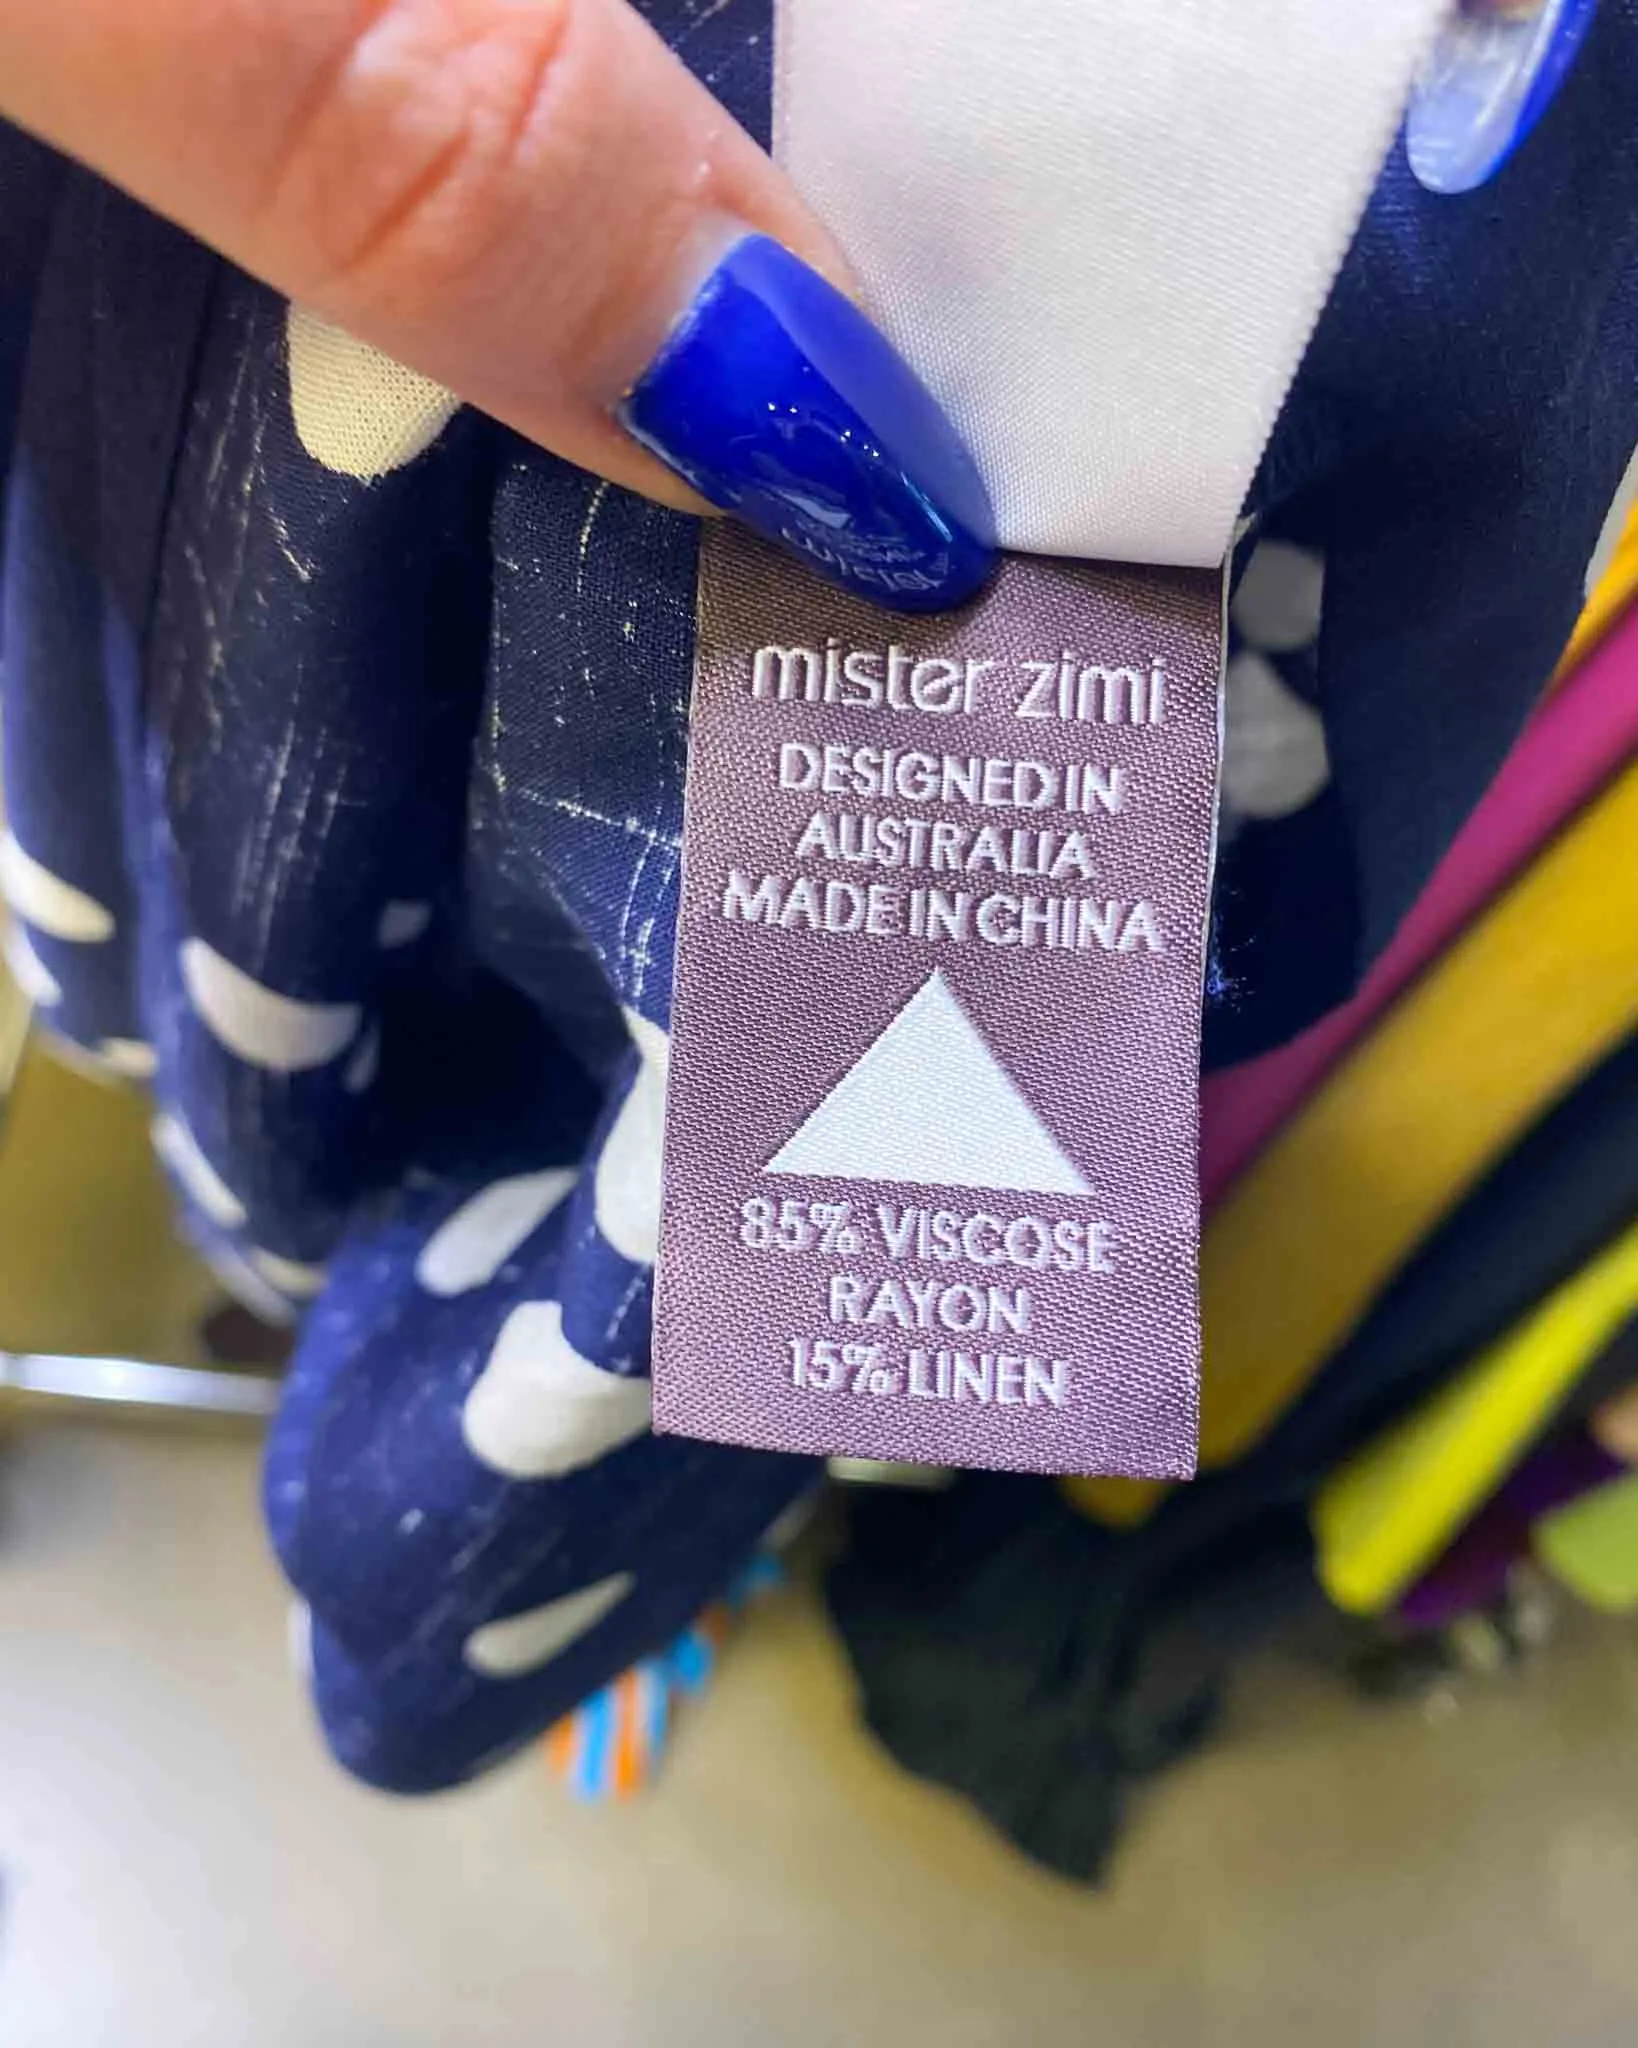 mister zimi
DESIGNED IN
AUSTRALIA
MADE IN CHINA
85% VISCOSE
RAYON
15% LINEN